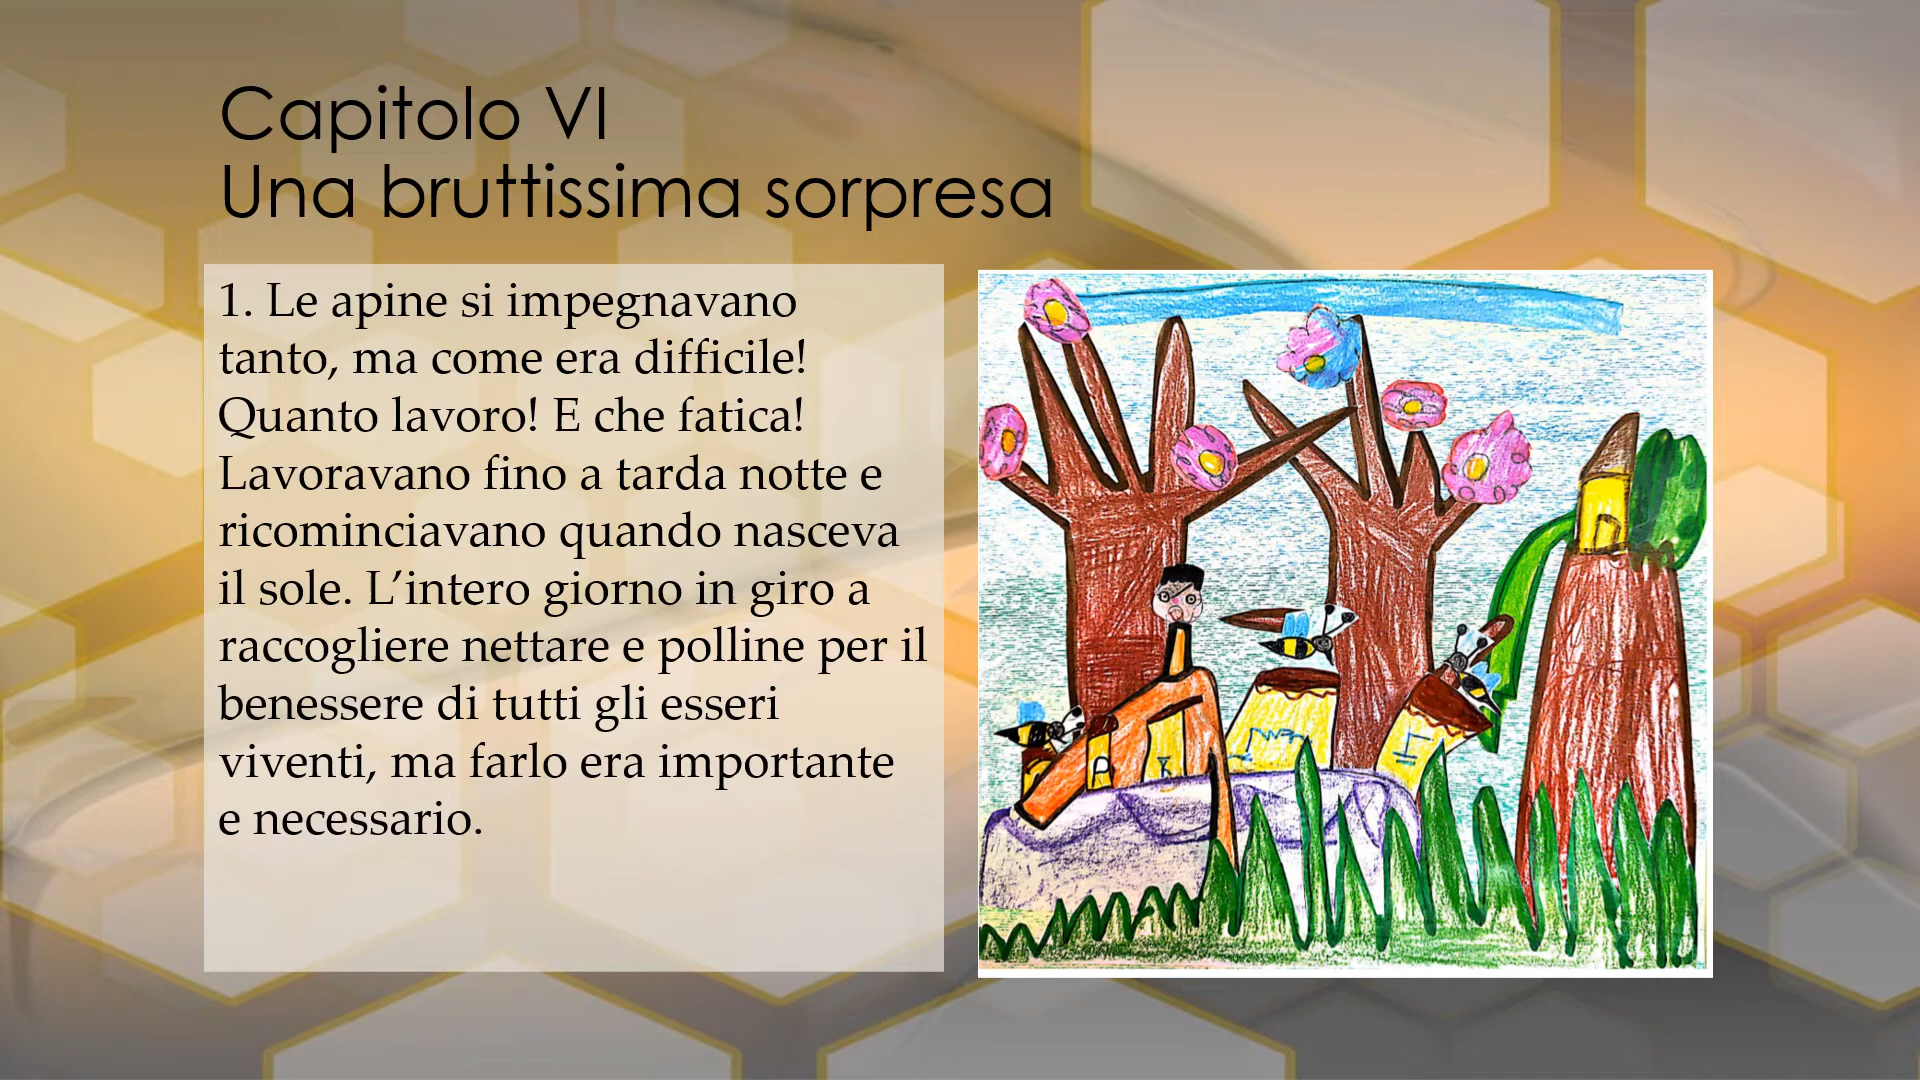 Capitolo VI
Una bruttissima sorpresa
1. Le apine si impegnavano
tanto, ma come era difficile!
Quanto lavoro! E che fatica!
Lavoravano fino a tarda notte e
ricominciavano quando nasceva
il sole. L’intero giorno in giro a
raccogliere nettare e polline per il
benessere di tutti gli esseri
viventi, ma farlo era importante
e necessario.